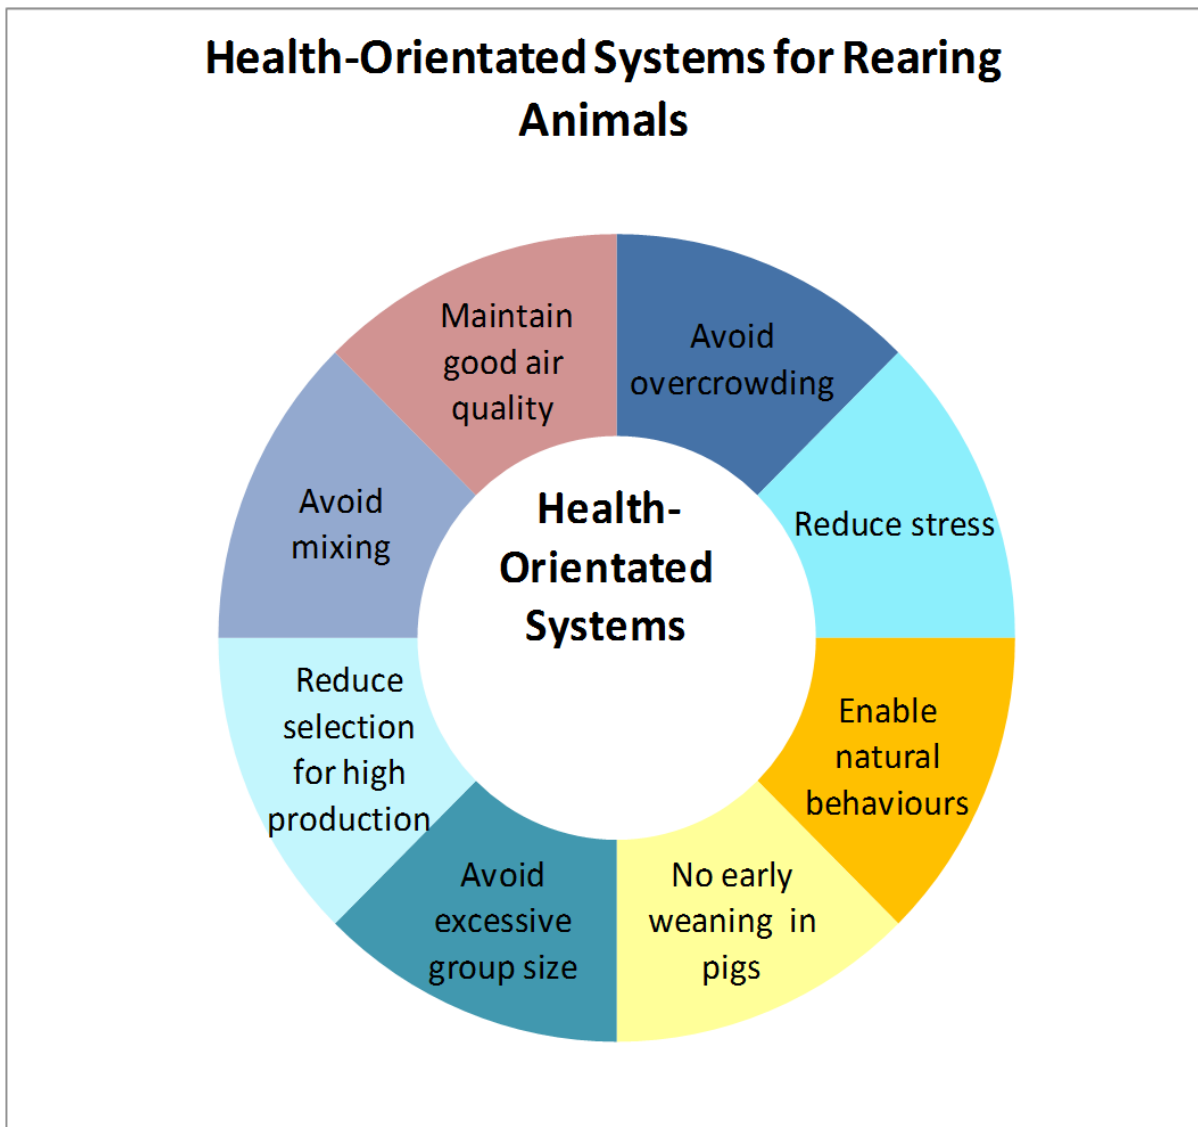 Health-Orientated Systems for Rearing
Animals
Maintain
good air
quality
Avoid
overcrowding
Reduce stress
Enable
natural
behaviours
No early
weaning in
pigs
Avoid
excessive
group size
Reduce
selection
for high
production
Avoid
mixing
Health-
Orientated
Systems